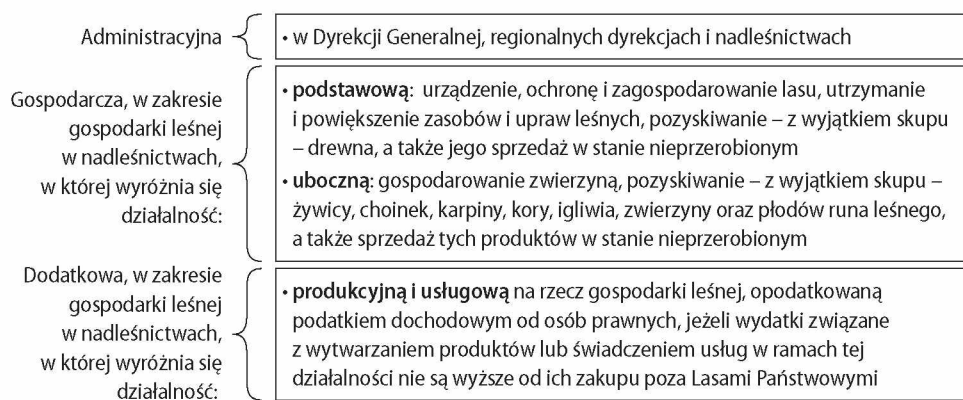 Administracyjna
• w Dyrekcji Generalnej, regionalnych dyrekcjach i nadleśnictwach
Gospodarcza, w zakresie
gospodarki leśnej
w nadleśnictwach,
w której wyróżnia się
działalność:
• podstawową: urządzenie, ochronę i zagospodarowanie lasu, utrzymanie
i powiększenie zasobów i upraw leśnych, pozyskiwanie – z wyjątkiem skupu
– drewna, a także jego sprzedaż w stanie nieprzerobionym
• uboczną: gospodarowanie zwierzyną, pozyskiwanie – z wyjątkiem skupu –
żywicy, choinek, karpiny, kory, igliwia, zwierzyny oraz płodów runa leśnego,
a także sprzedaż tych produktów w stanie nieprzerobionym
Dodatkowa, w zakresie
gospodarki leśnej
w nadleśnictwach,
w której wyróżnia się
działalność:
• produkcyjną i usługową na rzecz gospodarki leśnej, opodatkowaną
podatkiem dochodowym od osób prawnych, jeżeli wydatki związane
z wytwarzaniem produktów lub świadczeniem usług w ramach tej
działalności nie są wyższe od ich zakupu poza Lasami Państwowymi